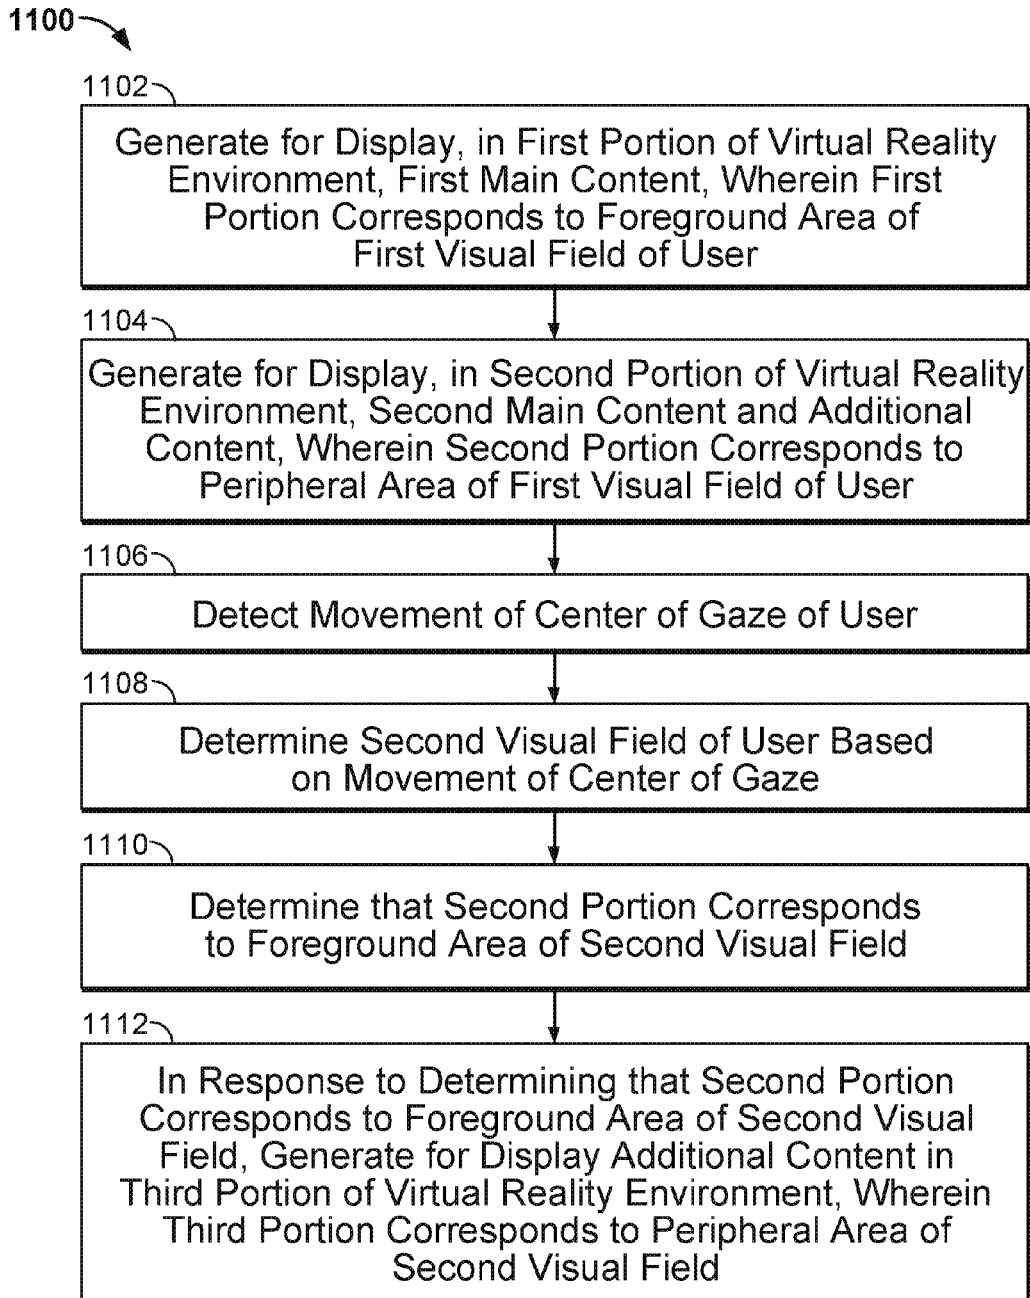 1100
1102
Generate for Display, in First Portion of Virtual Reality
Environment, First Main Content, Wherein First
Portion Corresponds to Foreground Area of
First Visual Field of User
1104
Generate for Display, in Second Portion of Virtual Reality
Environment, Second Main Content and Additional
Content, Wherein Second Portion Corresponds to
Peripheral Area of First Visual Field of User
1106
Detect Movement of Center of Gaze of User
1108
Determine Second Visual Field of User Based
on Movement of Center of Gaze
1110
Determine that Second Portion Corresponds
to Foreground Area of Second Visual Field
1112
In Response to Determining that Second Portion
Corresponds to Foreground Area of Second Visual
Field, Generate for Display Additional Content in
Third Portion of Virtual Reality Environment, Wherein
Third Portion Corresponds to Peripheral Area of
Second Visual Field